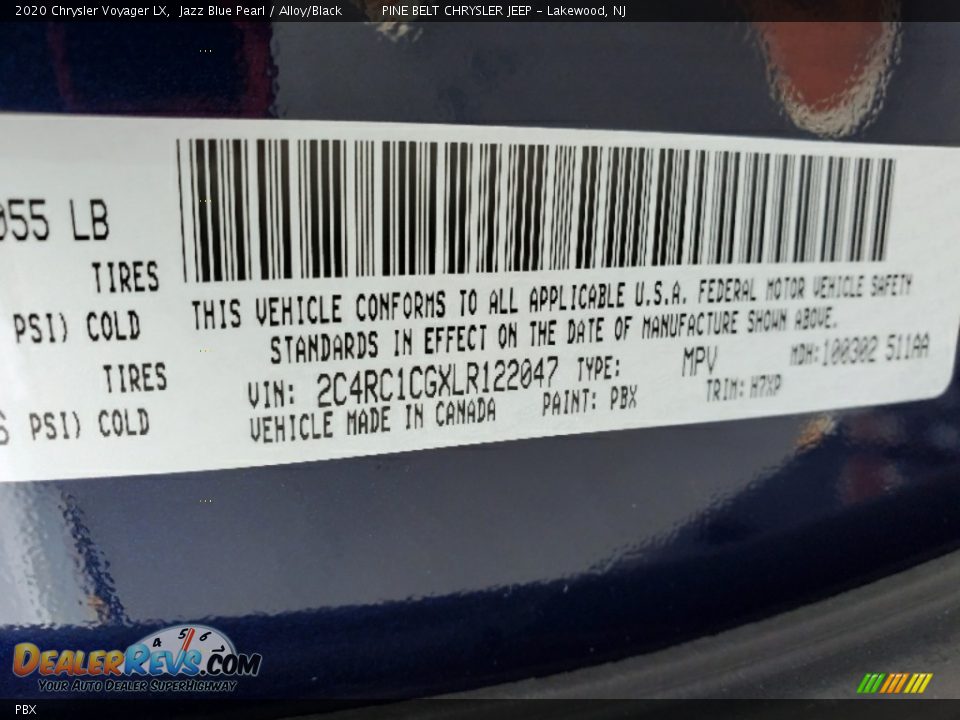 2020 Chrysler Voyager LX, Jazz Blue Pearl / Alloy/Black PINE BELT CHRYSLER JEEP - Lakewood, NJ
055 LB
TIRES
PSI) COLD
TIRES
PSI) COLD
THIS VEHICLE CONFORMS TO ALL APPLICABLE U.S.A. FEDERAL MOTOR VEHICLE SAFETY
STANDARDS IN EFFECT ON THE DATE OF MANUFACTURE SHOWN ABOVE.
VIN: 2C4RC1CGXLR122047 TYPE: MPV MDH:100302 511AA
VEHICLE MADE IN CANADA PAINT: PBX TRIM: H7XP
4 5 6
DEALERREVS.COM
YOUR AUTO DEALER SUPERHIGHWAY
PBX